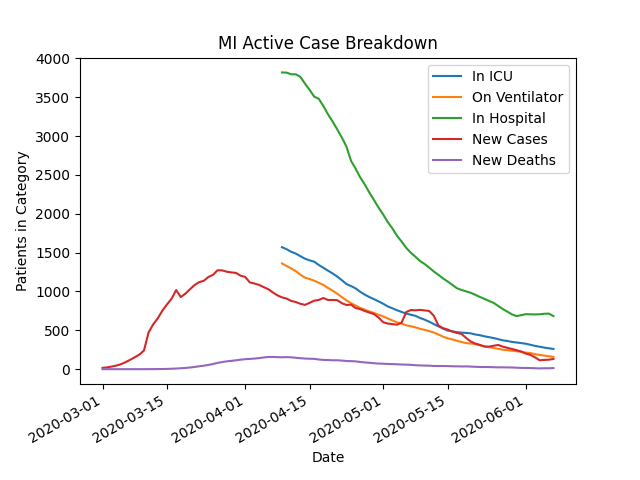 MI Active Case Breakdown
Patients in Category
4000
3500
3000
2500
2000
1500
1000
500
0
In ICU
On Ventilator
In Hospital
New Cases
New Deaths
2020-03-01
2020-03-15
2020-04-01
2020-04-15
2020-05-01
2020-05-15
2020-06-01
Date